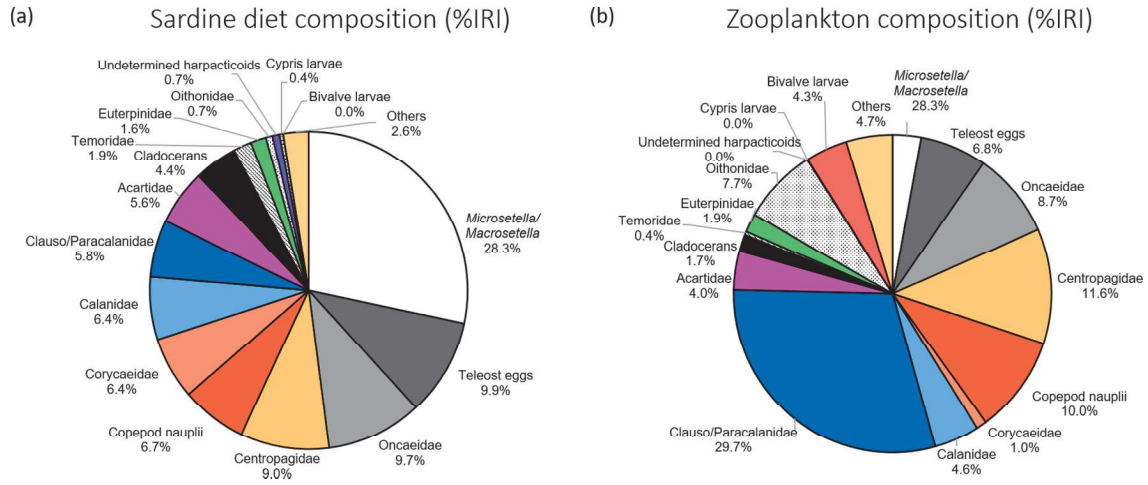 (a)
Sardine diet composition (%IRI)
Undetermined harpacticoids
0.7%
Cypris larvae
0.4%
Oithonidae
0.7%
Bivalve larvae
0.0%
Euterpinidae
1.6%
Others
2.6%
Temoridae
1.9%
Cladocerans
4.4%
Acartidae
5.6%
Microsetella/
Macrosetella
28.3%
Clauso/Paracalanidae
5.8%
Calanidae
6.4%
Corycaeidae
6.4%
Teleost eggs
9.9%
Copepod nauplii
6.7%
Oncaeidae
9.7%
Centropagidae
9.0%
(b)
Zooplankton composition (%IRI)
Bivalve larvae
4.3%
Others
4.7%
Microsetella/
Macrosetella
28.3%
Cypris larvae
0.0%
Teleost eggs
6.8%
Undetermined harpacticoids
0.0%
Oithonidae
7.7%
Oncaeidae
8.7%
Euterpinidae
1.9%
Temoridae
0.4%
Cladocerans
1.7%
Centropagidae
11.6%
Acartidae
4.0%
Copepod nauplii
10.0%
Clauso/Paracalanidae
29.7%
Corycaeidae
1.0%
Calanidae
4.6%